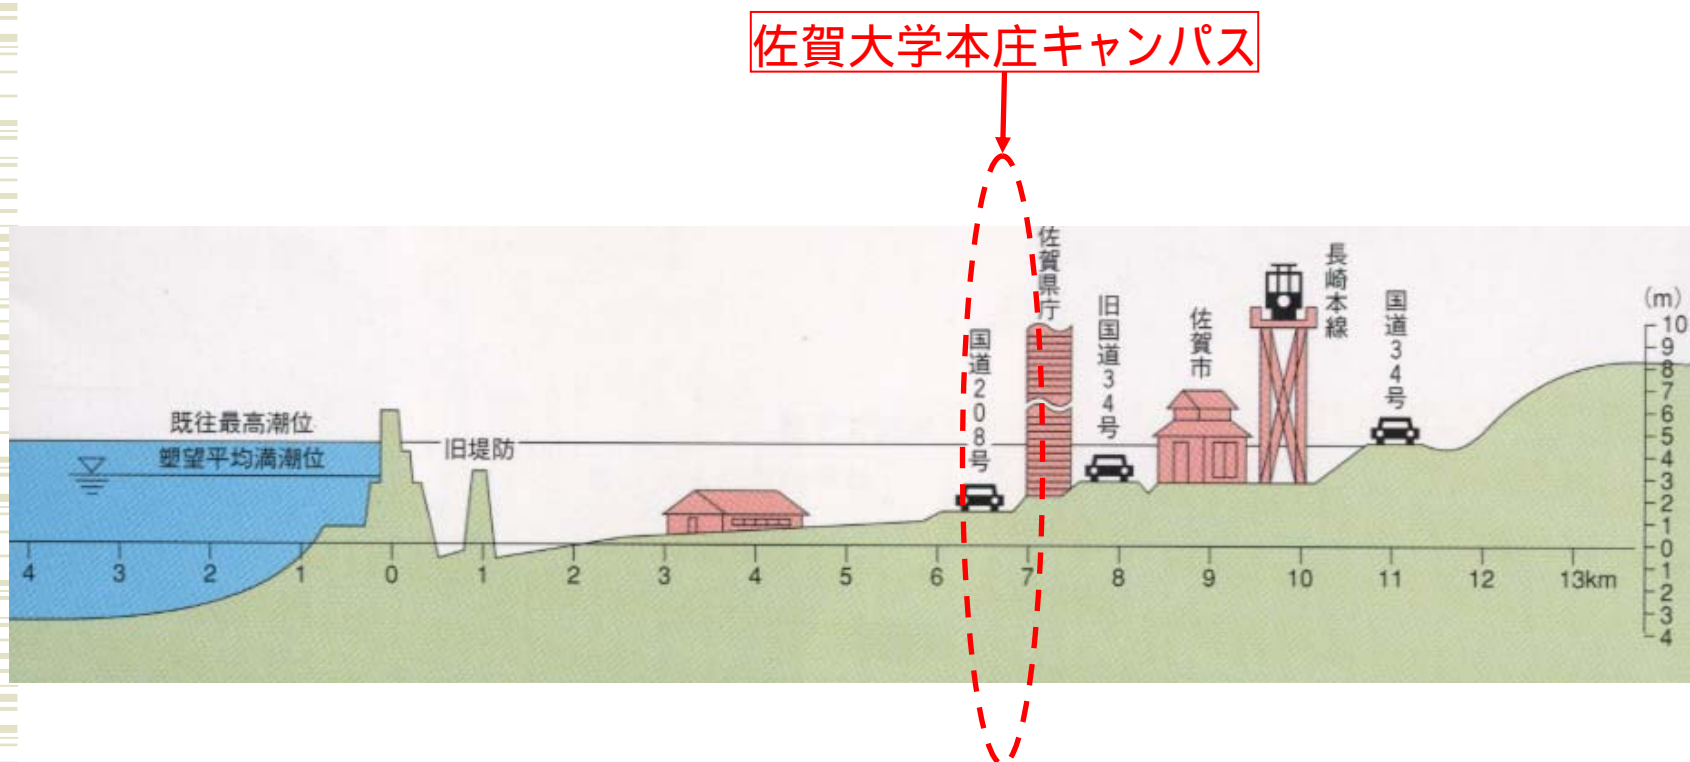 佐賀大学本庄キャンパス
佐賀県庁
長崎本線
国道34号
旧国道34号
佐賀市
国道208号
既往最高潮位
塑望平均満潮位
旧堤防
(m)
10
9
8
7
6
5
4
3
2
1
0
1
2
3
4
4 3 2 1 0 1 2 3 4 5 6 7 8 9 10 11 12 13km